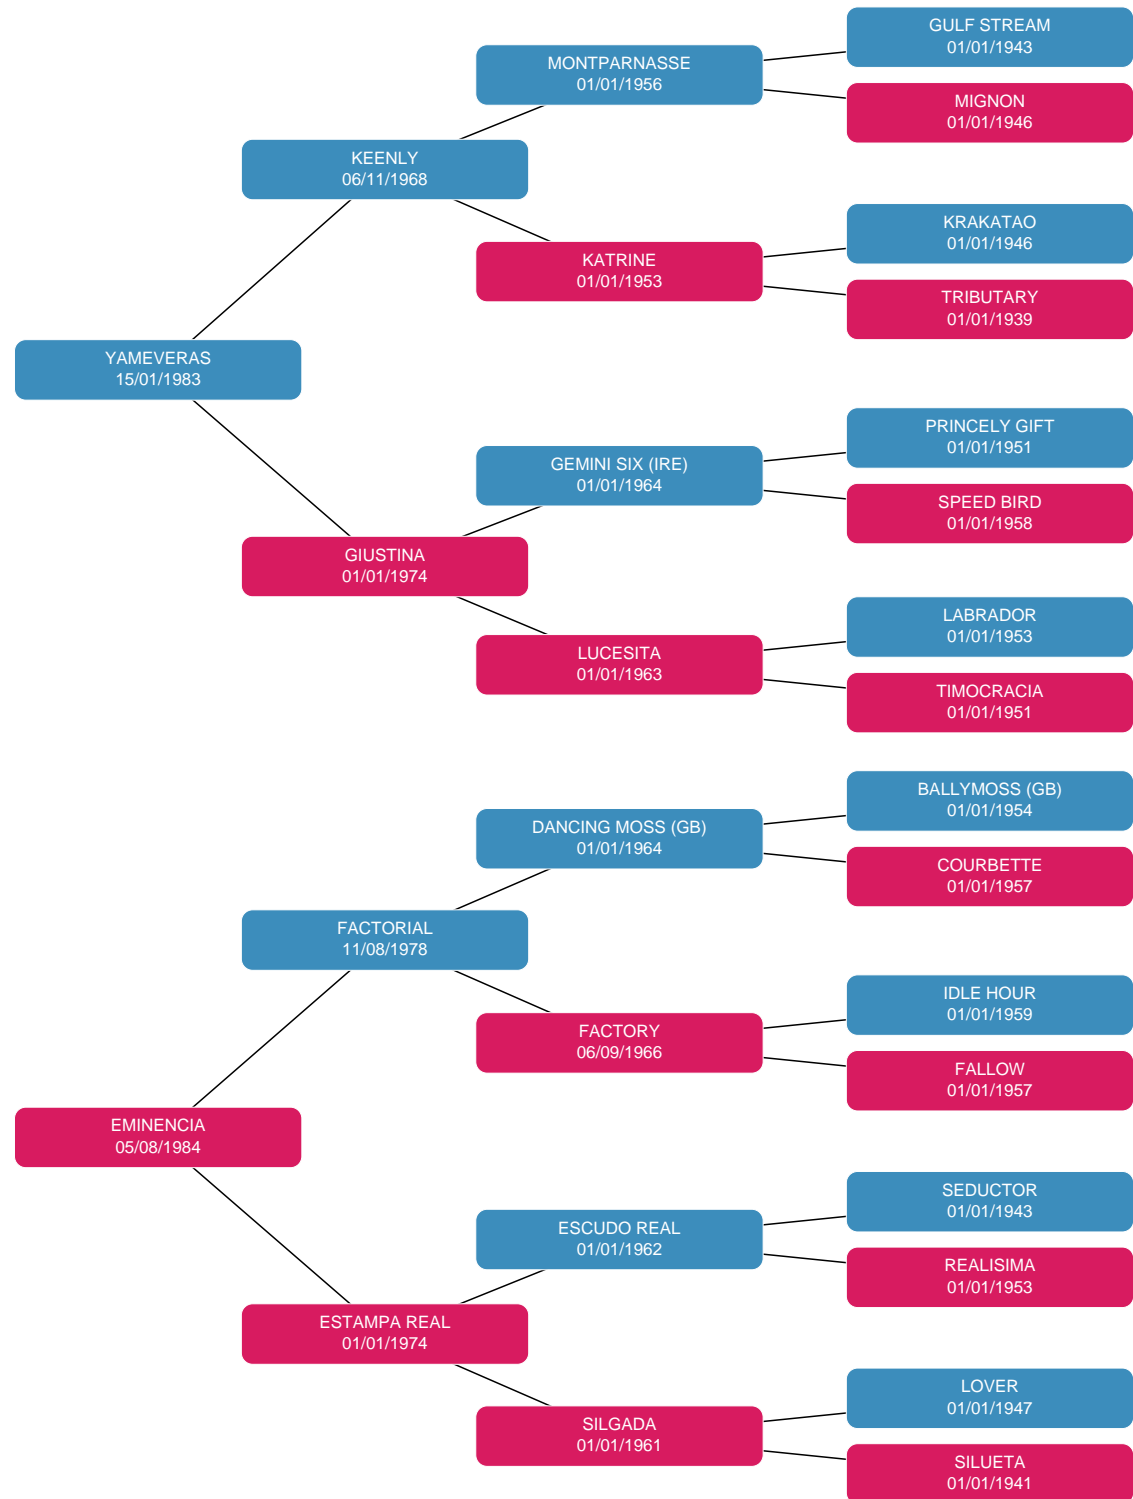 GULF STREAM
01/01/1943
MONTPARNASSE
01/01/1956
MIGNON
01/01/1946
KEENLY
06/11/1968
KRAKATAO
01/01/1946
KATRINE
01/01/1953
TRIBUTARY
01/01/1939
YAMEVERAS
15/01/1983
PRINCELY GIFT
01/01/1951
GEMINI SIX (IRE)
01/01/1964
SPEED BIRD
01/01/1958
GIUSTINA
01/01/1974
LABRADOR
01/01/1953
LUCESITA
01/01/1963
TIMOCRACIA
01/01/1951
BALLYMOSS (GB)
01/01/1954
DANCING MOSS (GB)
01/01/1964
COURBETTE
01/01/1957
FACTORIAL
11/08/1978
IDLE HOUR
01/01/1959
FACTORY
06/09/1966
FALLOW
01/01/1957
EMINENCIA
05/08/1984
SEDUCTOR
01/01/1943
ESCUDO REAL
01/01/1962
REALISIMA
01/01/1953
ESTAMPA REAL
01/01/1974
LOVER
01/01/1947
SILGADA
01/01/1961
SILUETA
01/01/1941